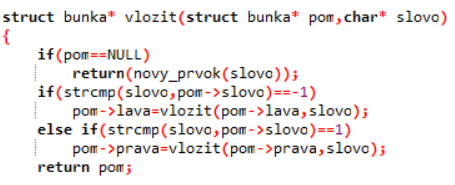 struct bunka* vlozit(struct bunka* pom,char* slovo)
{
    if(pom==NULL)
        return(novy_prvok(slovo));
    if(strcmp(slovo,pom->slovo)==-1)
        pom->lava=vlozit(pom->lava,slovo);
    else if(strcmp(slovo,pom->slovo)==1)
        pom->prava=vlozit(pom->prava,slovo);
    return pom;